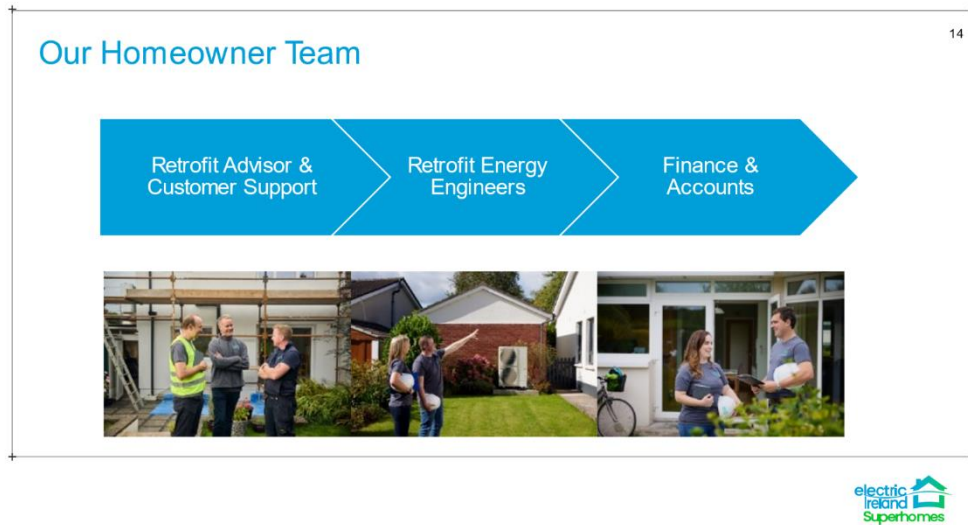 14
Our Homeowner Team
Retrofit Advisor &
Customer Support
Retrofit Energy
Engineers
Finance &
Accounts
electric
Ireland
Superhomes